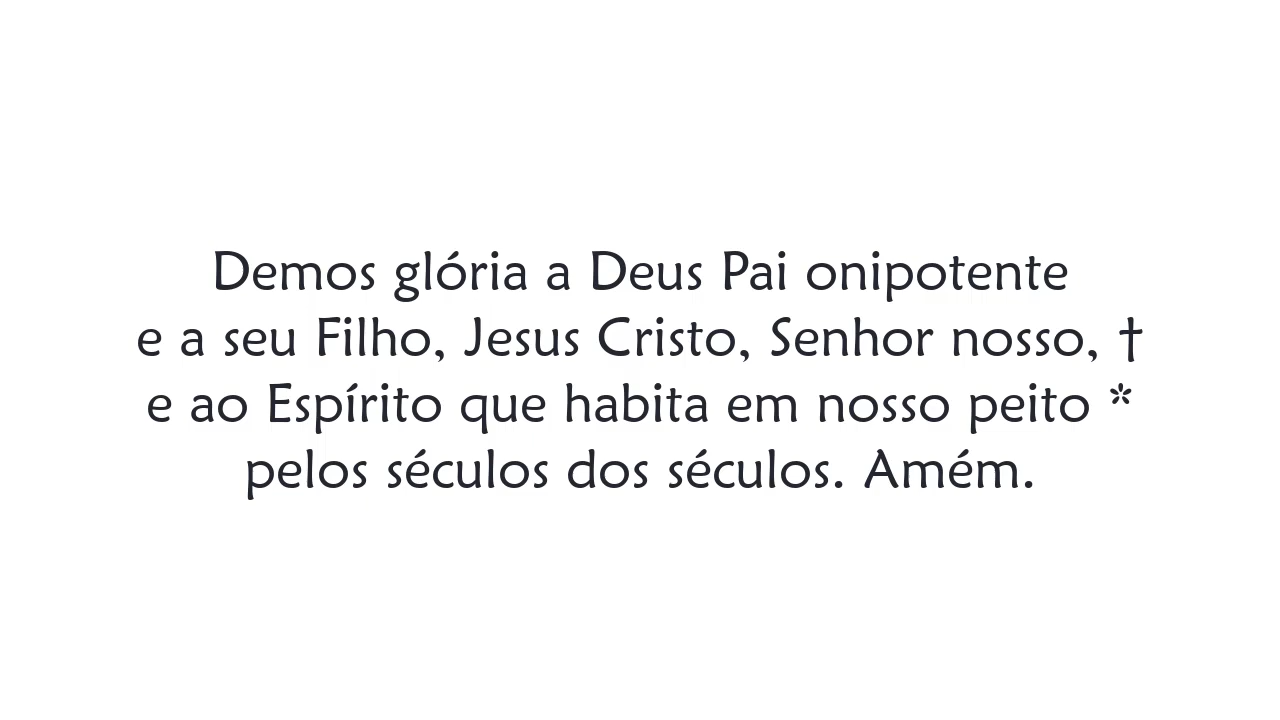 Demos glória a Deus Pai onipotente
e a seu Filho, Jesus Cristo, Senhor nosso, †
e ao Espírito que habita em nosso peito *
pelos séculos dos séculos. Amém.